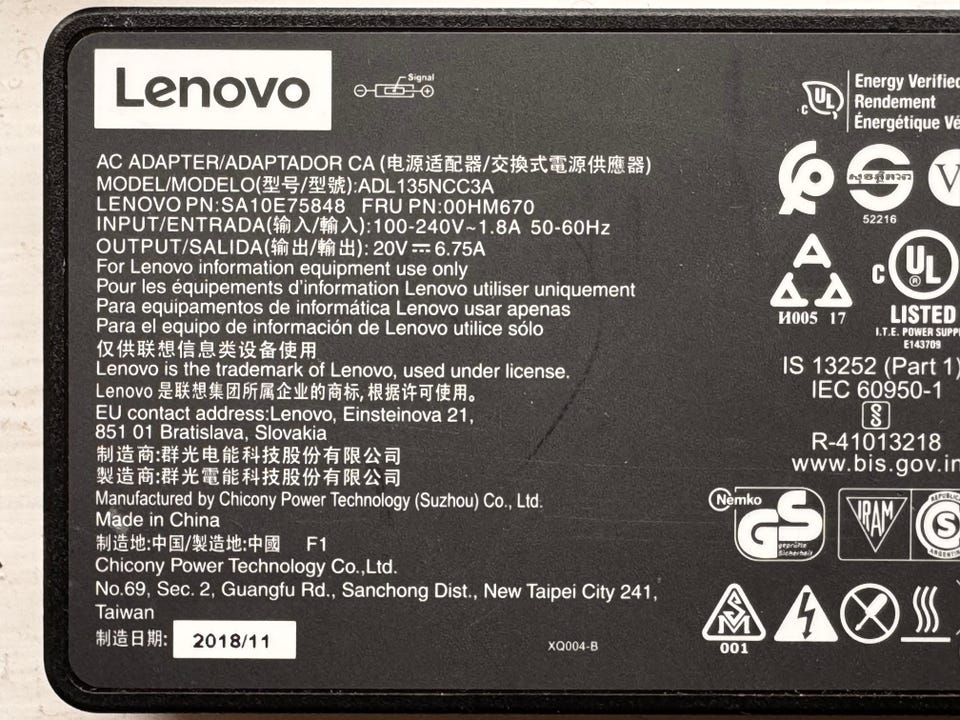 Lenovo
Signal
AC ADAPTER/ADAPTADOR CA (电源适配器/交換式電源供應器)
MODEL/MODELO(型号/型號):ADL135NCC3A
LENOVO PN:SA10E75848 FRU PN:00HM670
INPUT/ENTRADA(输入/輸入):100-240V~1.8A 50-60Hz
OUTPUT/SALIDA(输出/輸出): 20V⎓6.75A
For Lenovo information equipment use only
Pour les équipements d'information Lenovo utiliser uniquement
Para equipamentos de informática Lenovo usar apenas
Para el equipo de información de Lenovo utilice sólo
仅供联想信息类设备使用
Lenovo is the trademark of Lenovo, used under license.
Lenovo 是联想集团所属企业的商标,根据许可使用。
EU contact address:Lenovo, Einsteinova 21,
851 01 Bratislava, Slovakia
制造商:群光电能科技股份有限公司
製造商:群光電能科技股份有限公司
Manufactured by Chicony Power Technology (Suzhou) Co., Ltd.
Made in China
制造地:中国/製造地:中國 F1
Chicony Power Technology Co.,Ltd.
No.69, Sec. 2, Guangfu Rd., Sanchong Dist., New Taipei City 241,
Taiwan
制造日期: 2018/11
XQ004-B
c UL
Energy Verifie
Rendement
Énergétique Vé
V
52216
И005 17
c UL
®
LISTED
I.T.E. POWER SUPP
E143709
IS 13252 (Part 1)
IEC 60950-1
R-41013218
www.bis.gov.in
Nemko
GS
geprüfte
Sicherheit
IRAM
REPUBLIC
S
ARGENTIN
001